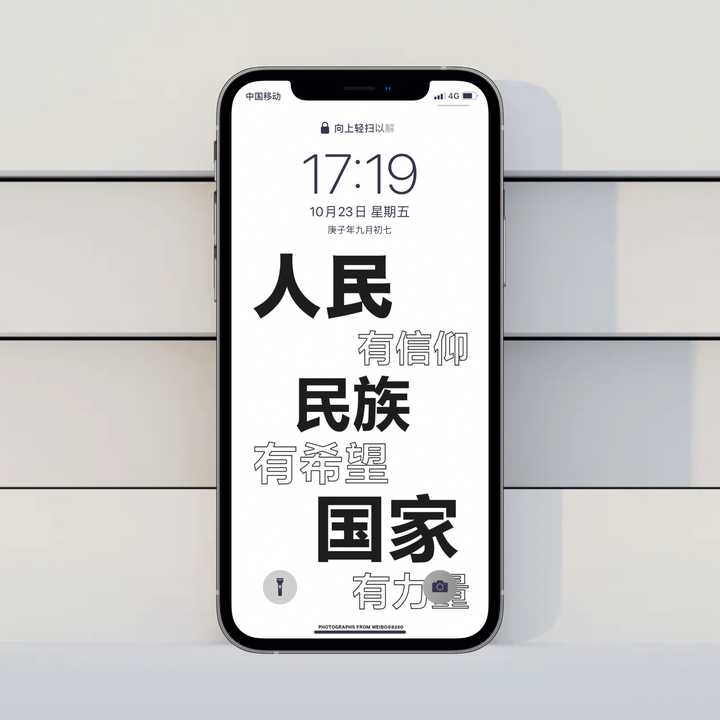 中国移动
4G
向上轻扫以解
17:19
10月23日 星期五
庚子年九月初七
人民
有信仰
民族
有希望
国家
有力量
PHOTOGRAPHS FROM WEIBO@8280